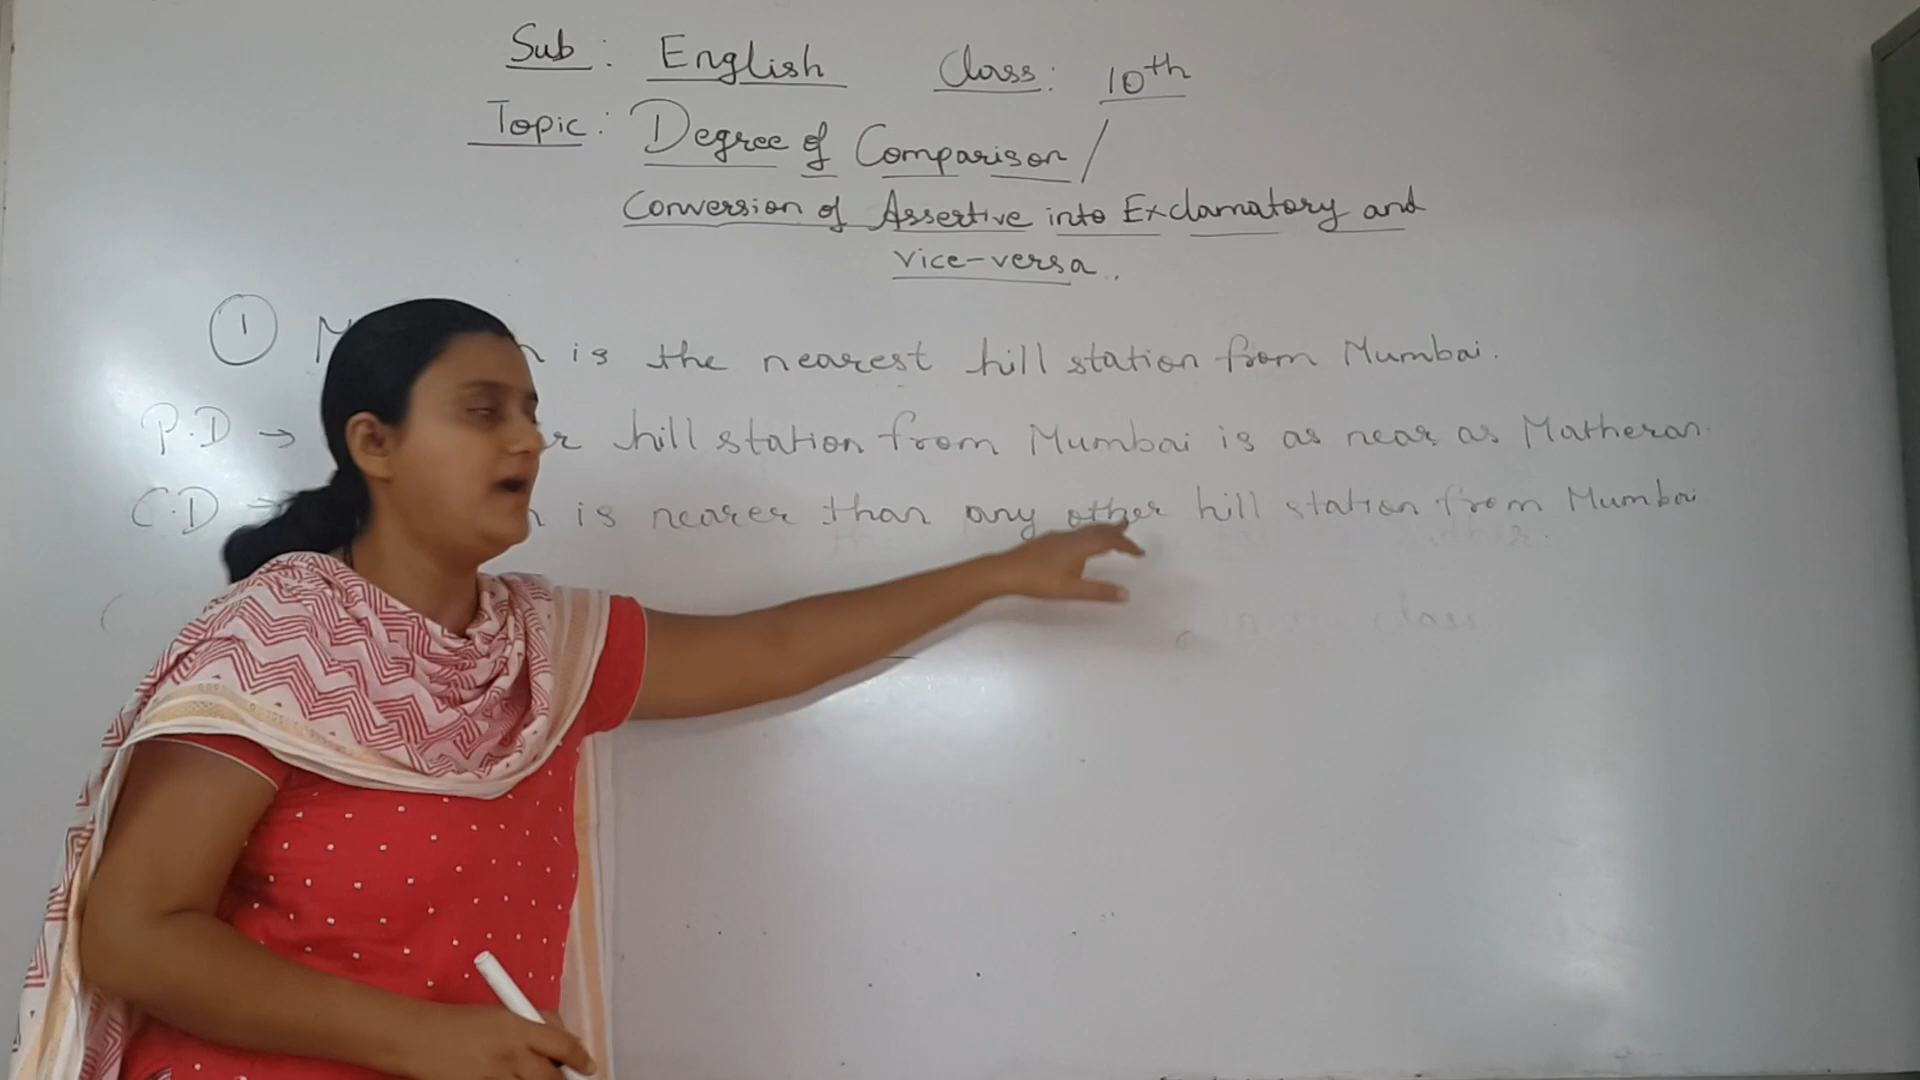 Sub: English Class: 10th
Topic: Degree of Comparison/
Conversion of Assertive into Exclamatory and
vice-versa.
1 is the nearest hill station from Mumbai.
P.D → hill station from Mumbai is as near as Matheran.
C.D → is nearer than any other hill station from Mumbai
class